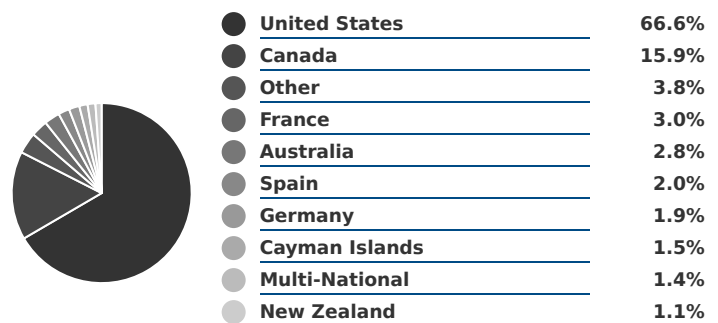 United States 66.6%
Canada 15.9%
Other 3.8%
France 3.0%
Australia 2.8%
Spain 2.0%
Germany 1.9%
Cayman Islands 1.5%
Multi-National 1.4%
New Zealand 1.1%